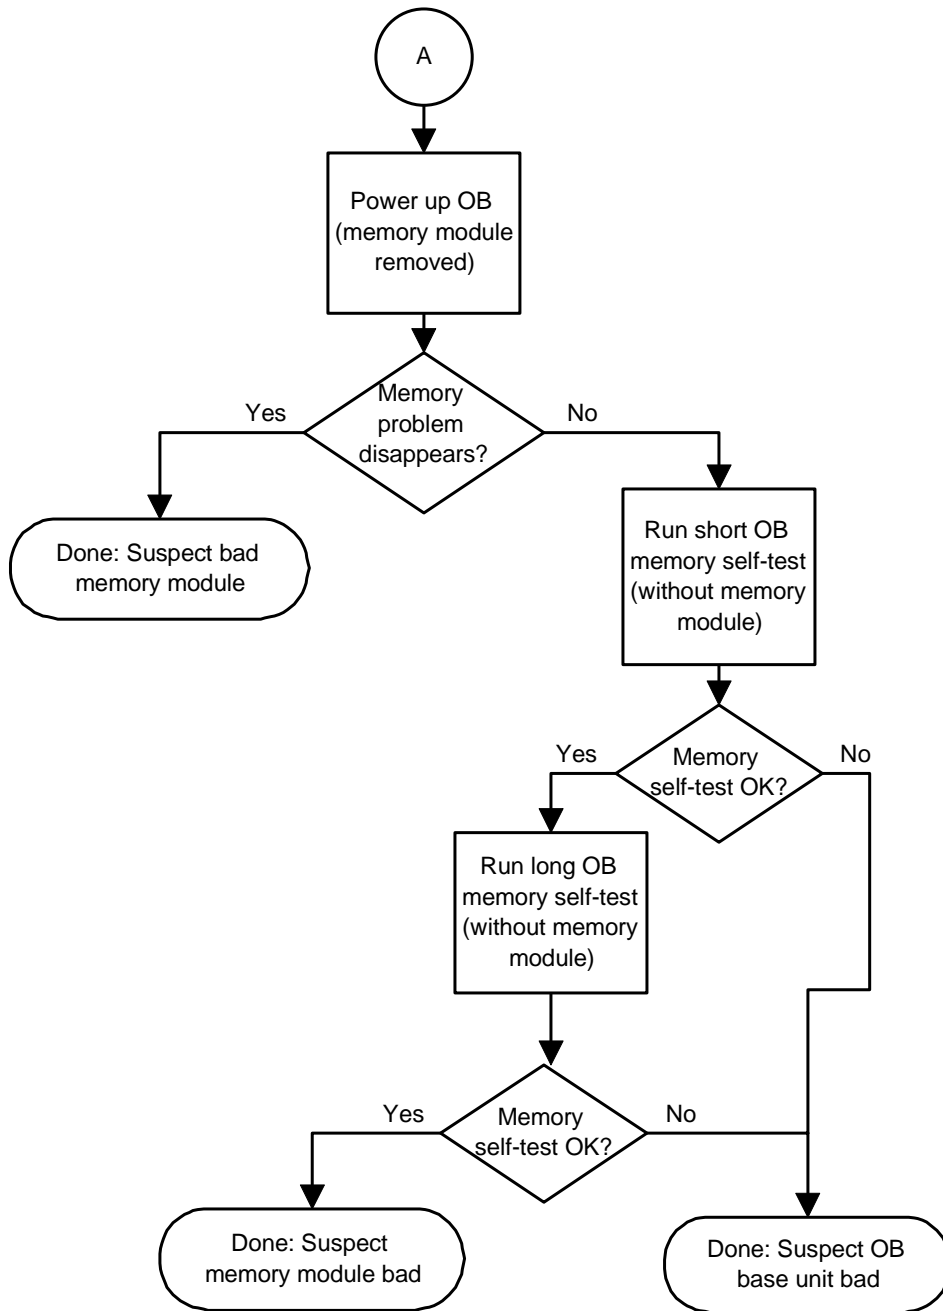 A
Power up OB
(memory module
removed)
Memory
problem
disappears?
Yes
No
Done: Suspect bad
memory module
Run short OB
memory self-test
(without memory
module)
Memory
self-test OK?
Yes
No
Run long OB
memory self-test
(without memory
module)
Memory
self-test OK?
Yes
No
Done: Suspect
memory module bad
Done: Suspect OB
base unit bad